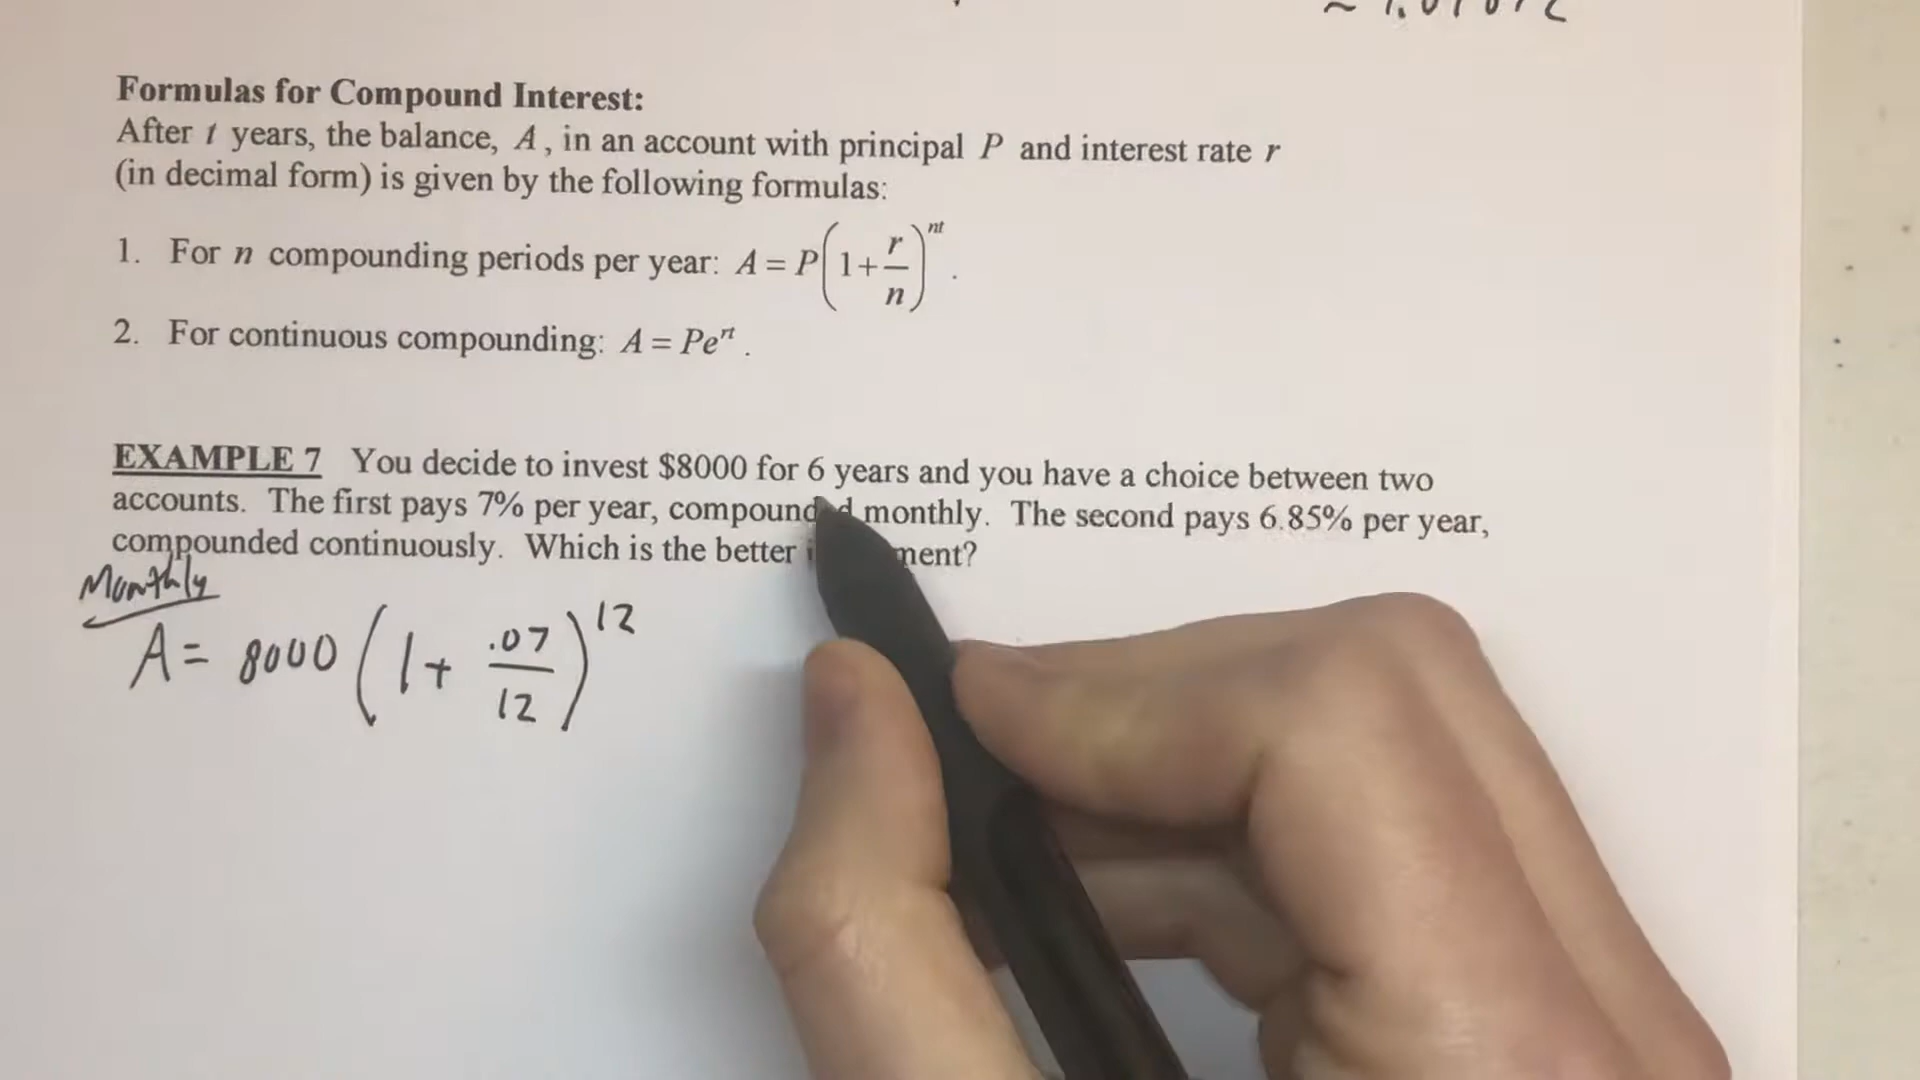 Formulas for Compound Interest:
After t years, the balance, A, in an account with principal P and interest rate r
(in decimal form) is given by the following formulas:
1. For n compounding periods per year: A = P(1+r/n)^nt.
2. For continuous compounding: A = Pe^rt.
EXAMPLE 7 You decide to invest $8000 for 6 years and you have a choice between two
accounts. The first pays 7% per year, monthly. The second pays 6.85% per year,
compounded continuously. Which is the better
Monthly
A = 8000 (1 + .07/12)^12